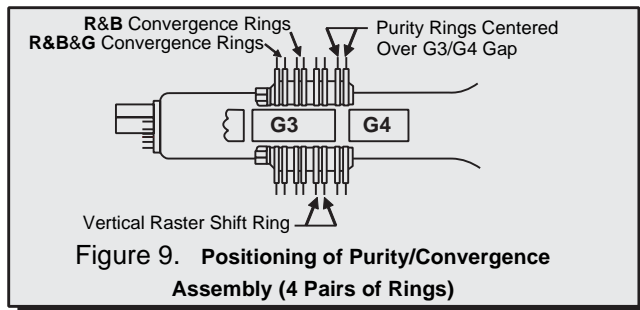 R&B Convergence Rings
R&B&G Convergence Rings
Purity Rings Centered
Over G3/G4 Gap
G3
G4
Vertical Raster Shift Ring
Figure 9. Positioning of Purity/Convergence
Assembly (4 Pairs of Rings)